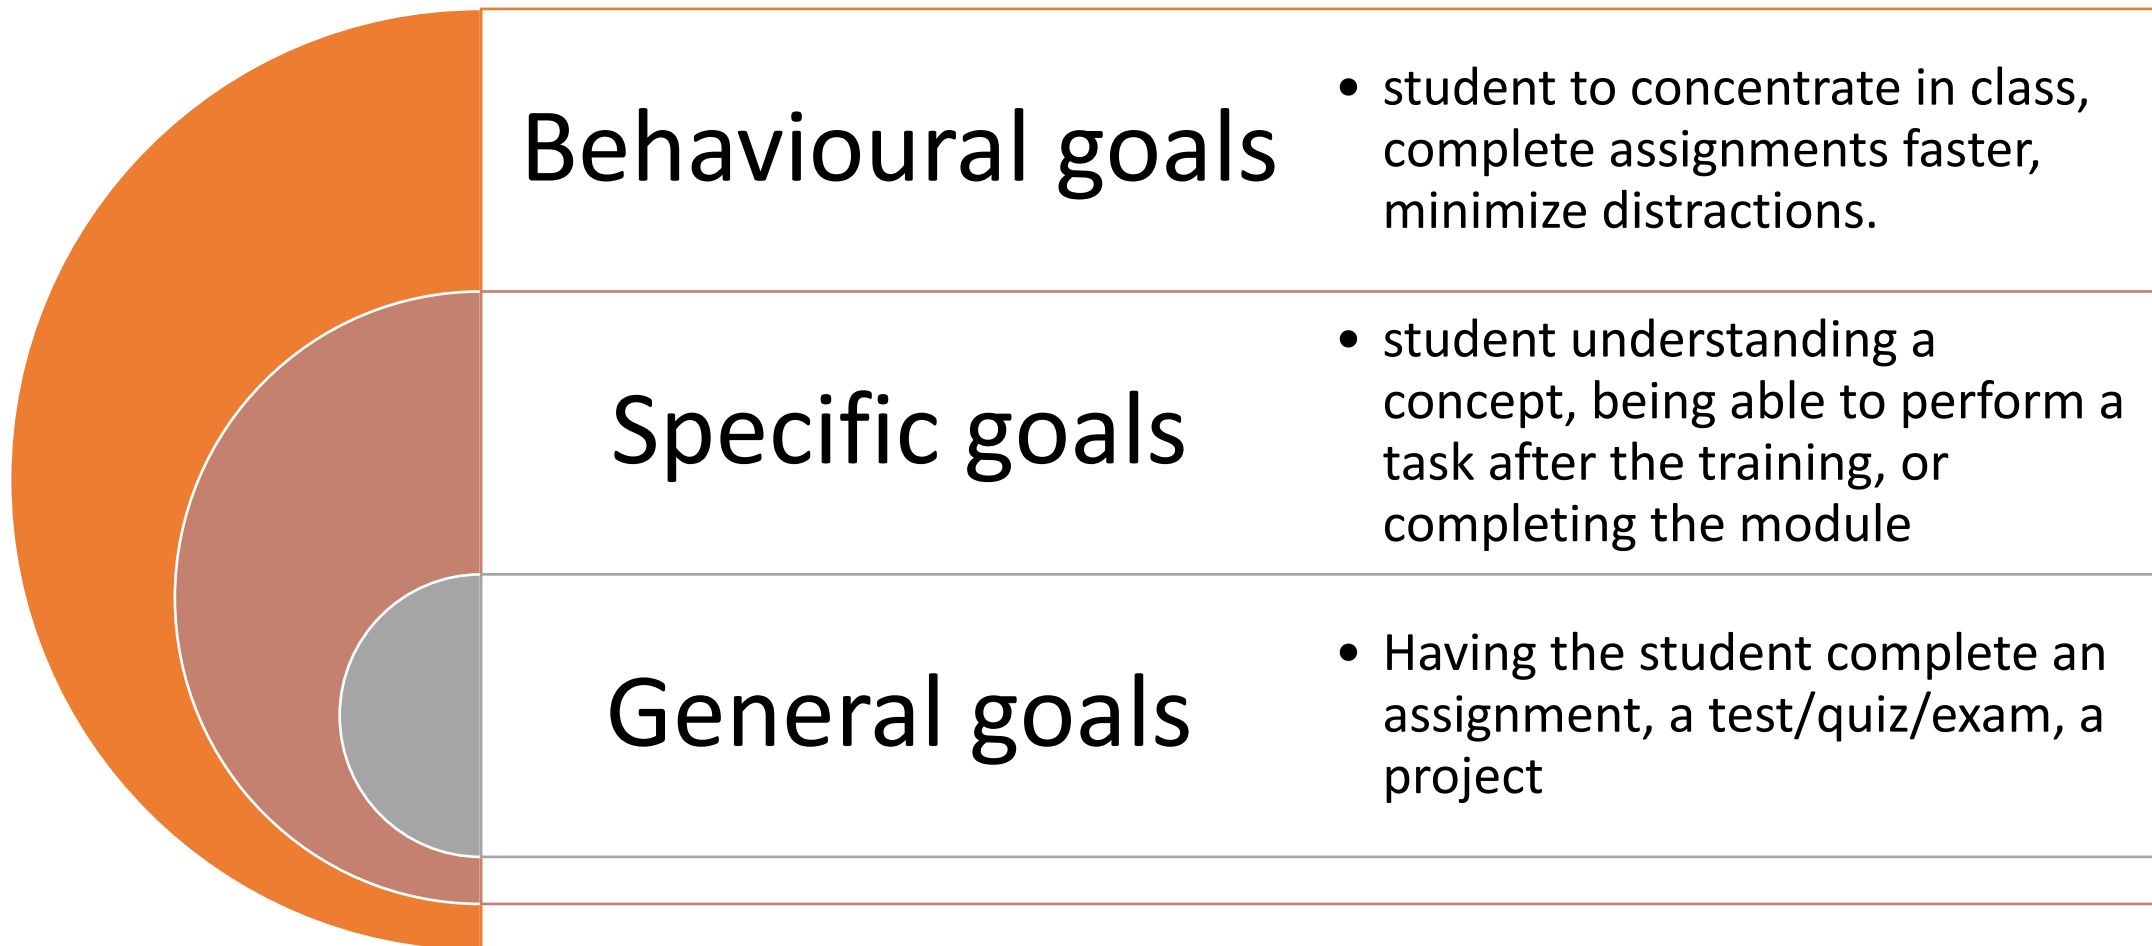 Behavioural goals
• student to concentrate in class,
complete assignments faster,
minimize distractions.
Specific goals
• student understanding a
concept, being able to perform a
task after the training, or
completing the module
General goals
• Having the student complete an
assignment, a test/quiz/exam, a
project